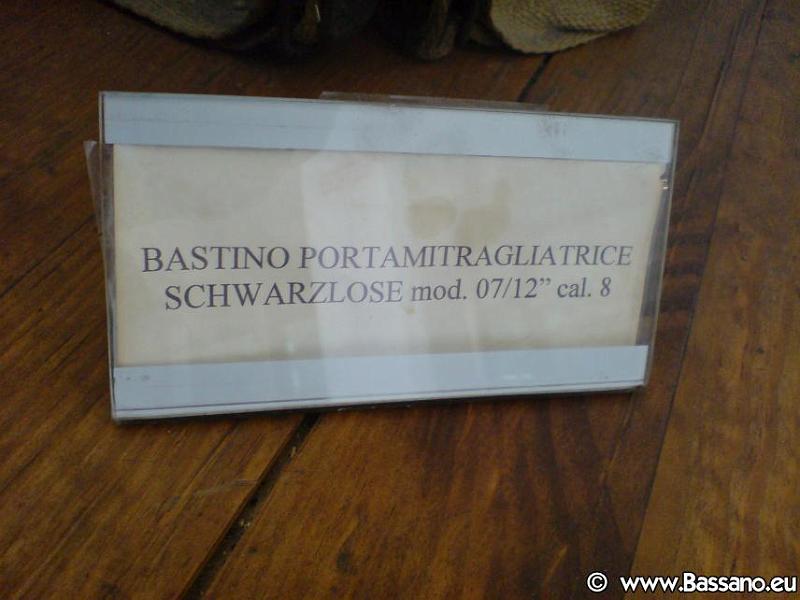 BASTINO PORTAMITRAGLIATRICE
SCHWARZLOSE mod. 07/12” cal. 8
© www.Bassano.eu